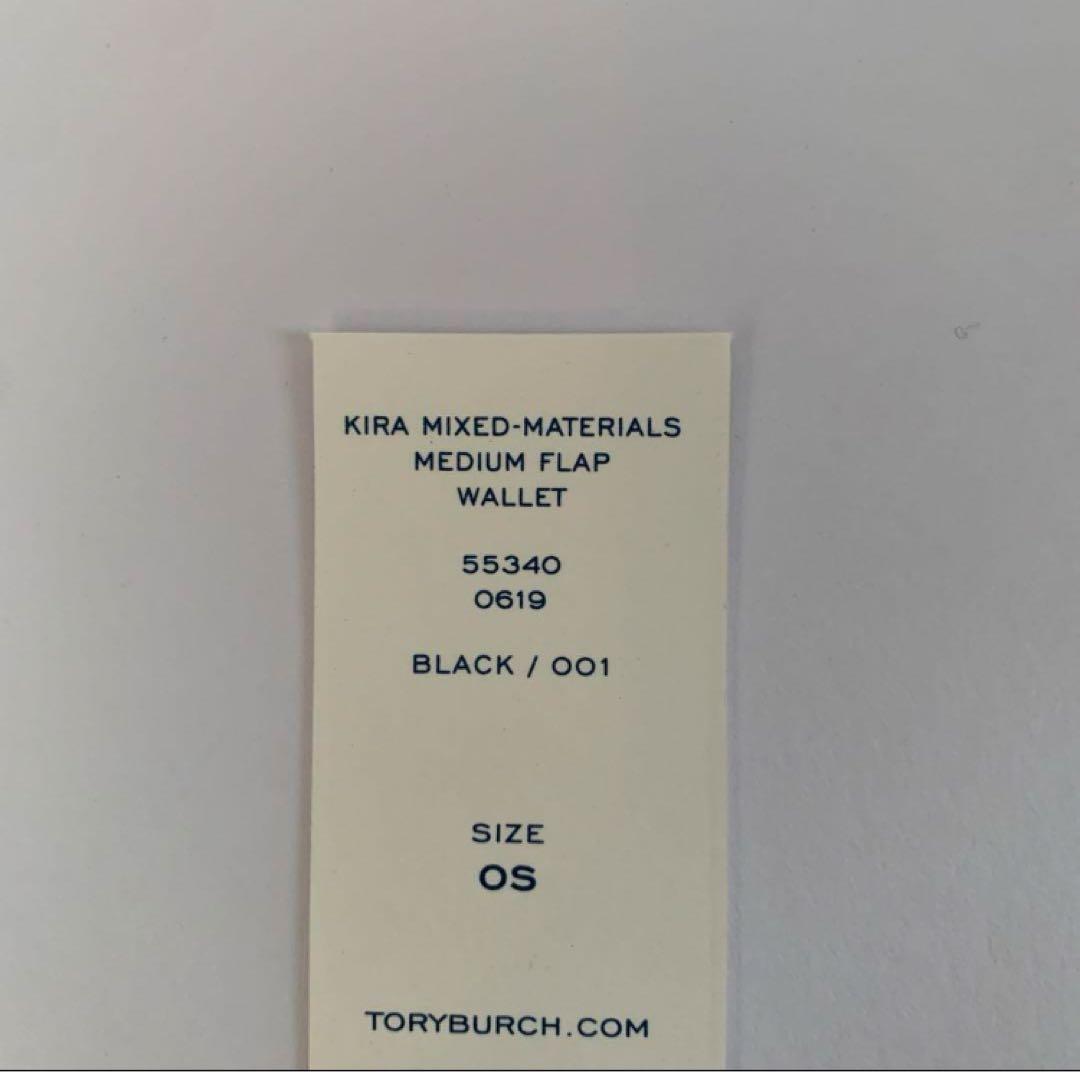 KIRA MIXED-MATERIALS
MEDIUM FLAP
WALLET
55340
0619
BLACK / 001
SIZE
OS
TORYBURCH.COM